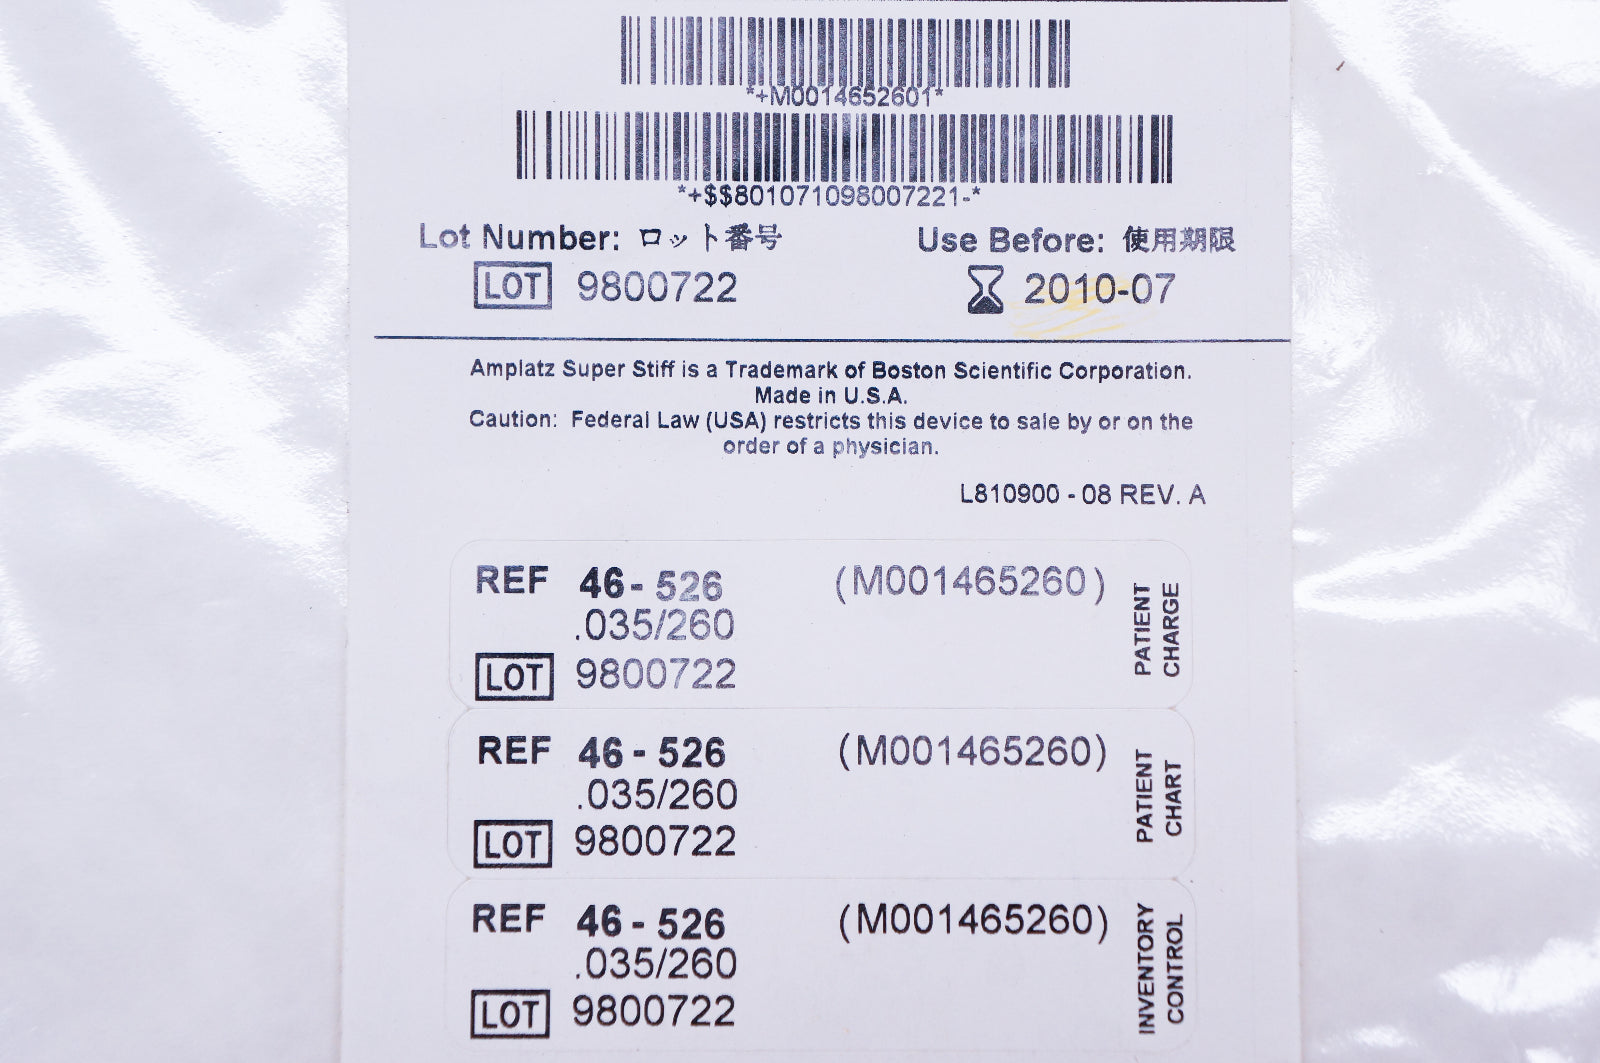 *+M0014652601*
*+$$801071098007221-*
Lot Number: ロット番号
Use Before: 使用期限
LOT 9800722
2010-07
Amplatz Super Stiff is a Trademark of Boston Scientific Corporation.
Made in U.S.A.
Caution: Federal Law (USA) restricts this device to sale by or on the
order of a physician.
L810900 - 08 REV. A
REF 46 - 526 (M001465260)
.035/260
LOT 9800722
PATIENT
CHARGE
REF 46 - 526 (M001465260)
.035/260
LOT 9800722
PATIENT
CHART
REF 46 - 526 (M001465260)
.035/260
LOT 9800722
INVENTORY
CONTROL